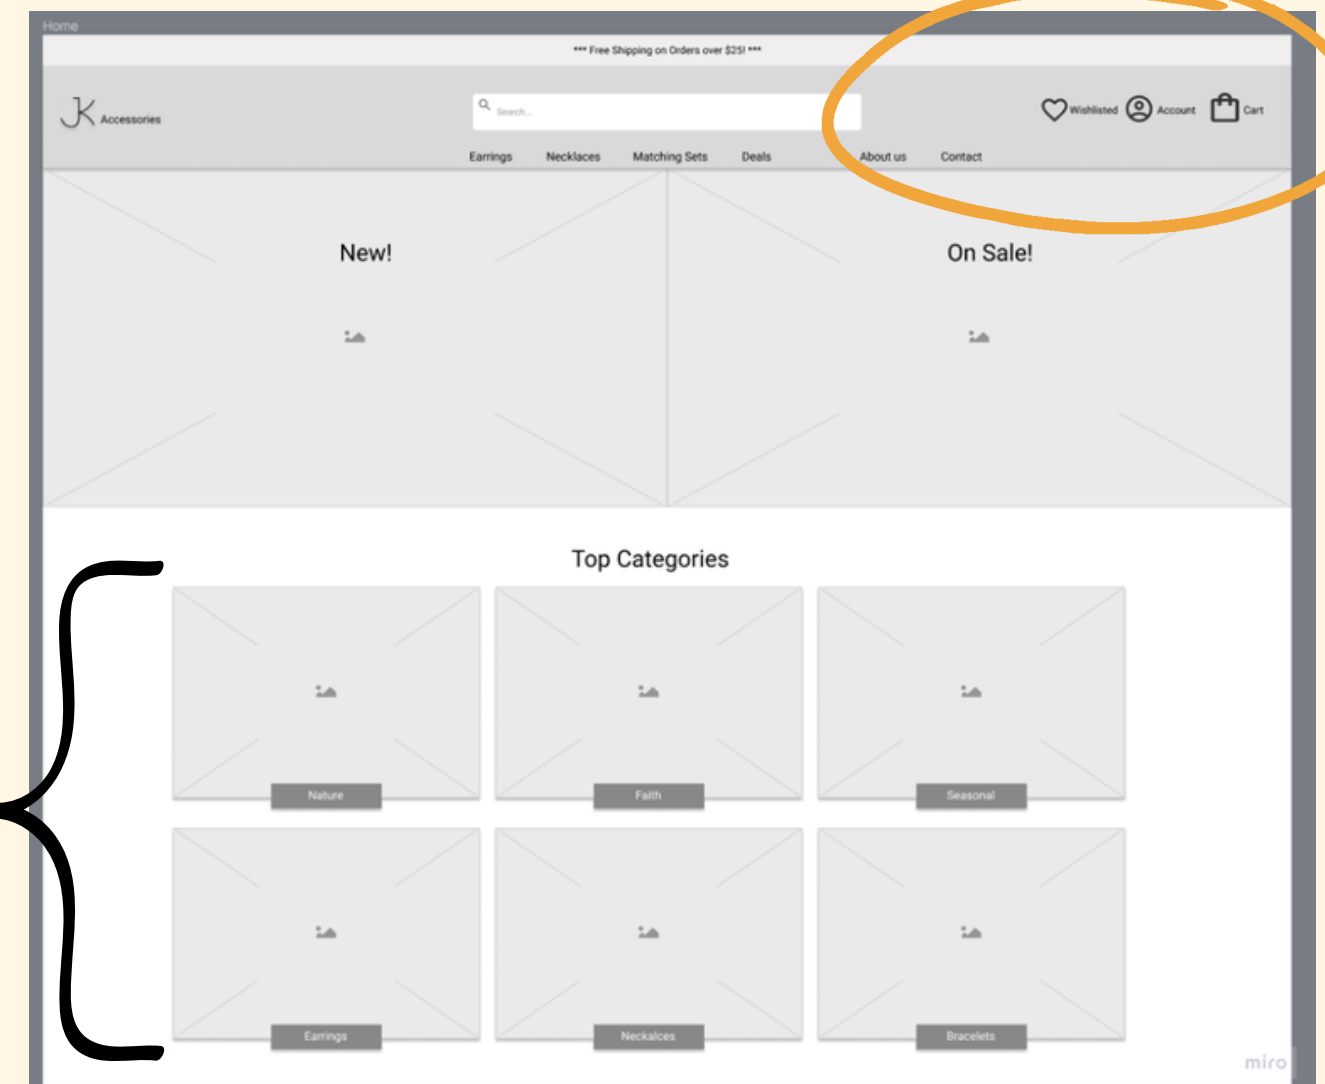 Home
*** Free Shipping on Orders over $25! ***
JK Accessories
Search...
Wishlisted Account Cart
Earrings Necklaces Matching Sets Deals About us Contact
New! On Sale!
Top Categories
Nature Faith Seasonal
Earrings Neckalces Bracelets
miro